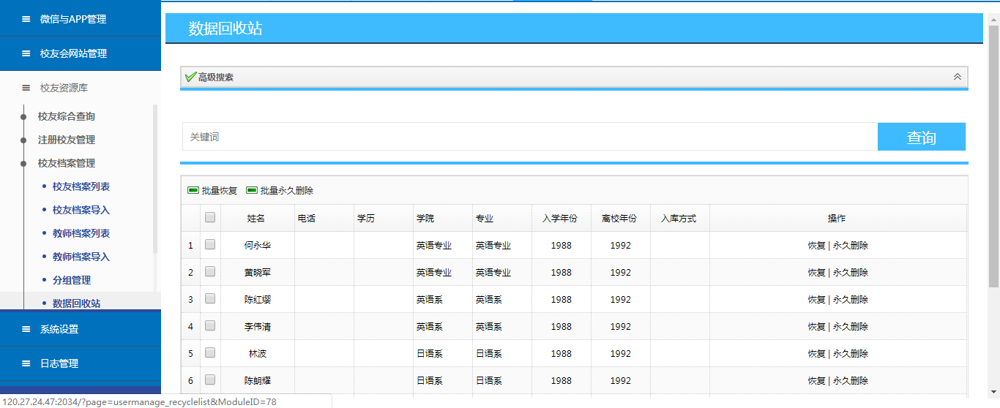 微信与APP管理
校友会网站管理
校友资源库
校友综合查询
注册校友管理
校友档案管理
校友档案列表
校友档案导入
教师档案列表
教师档案导入
分组管理
数据回收站
系统设置
日志管理
数据回收站
高级搜索
关键词 查询
批量恢复 批量永久删除
姓名 电话 学历 学院 专业 入学年份 离校年份 入库方式 操作
1 何永华 英语专业 英语专业 1988 1992 恢复 | 永久删除
2 黄晓军 英语专业 英语专业 1988 1992 恢复 | 永久删除
3 陈红缨 英语系 英语系 1988 1992 恢复 | 永久删除
4 李伟清 英语系 英语系 1988 1992 恢复 | 永久删除
5 林波 日语系 日语系 1988 1992 恢复 | 永久删除
6 陈朗耀 日语系 日语系 1988 1992 恢复 | 永久删除
120.27.24.47:2034/?page=usermanage_recyclelist&ModuleID=78